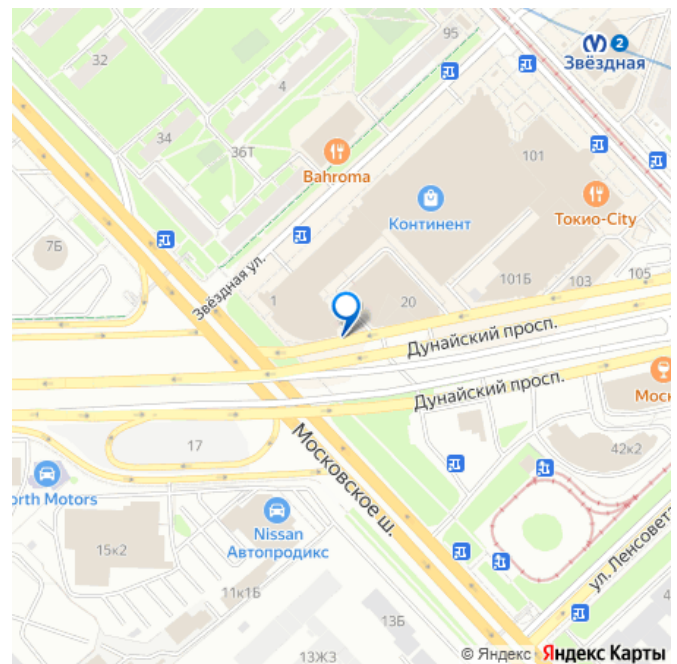 95
2
Звёздная
32
4
34
36Т
Bahroma
101
Токио-City
Континент
7Б
Звёздная ул.
1
20
101Б
103
105
Дунайский просп.
Дунайский просп.
Моск
17
Московское ш.
42к2
orth Motors
Nissan
Автопродикс
15к2
11к1Б
ул. Ленсовета
4
13Б
13Ж3
© Яндекс Яндекс Карты